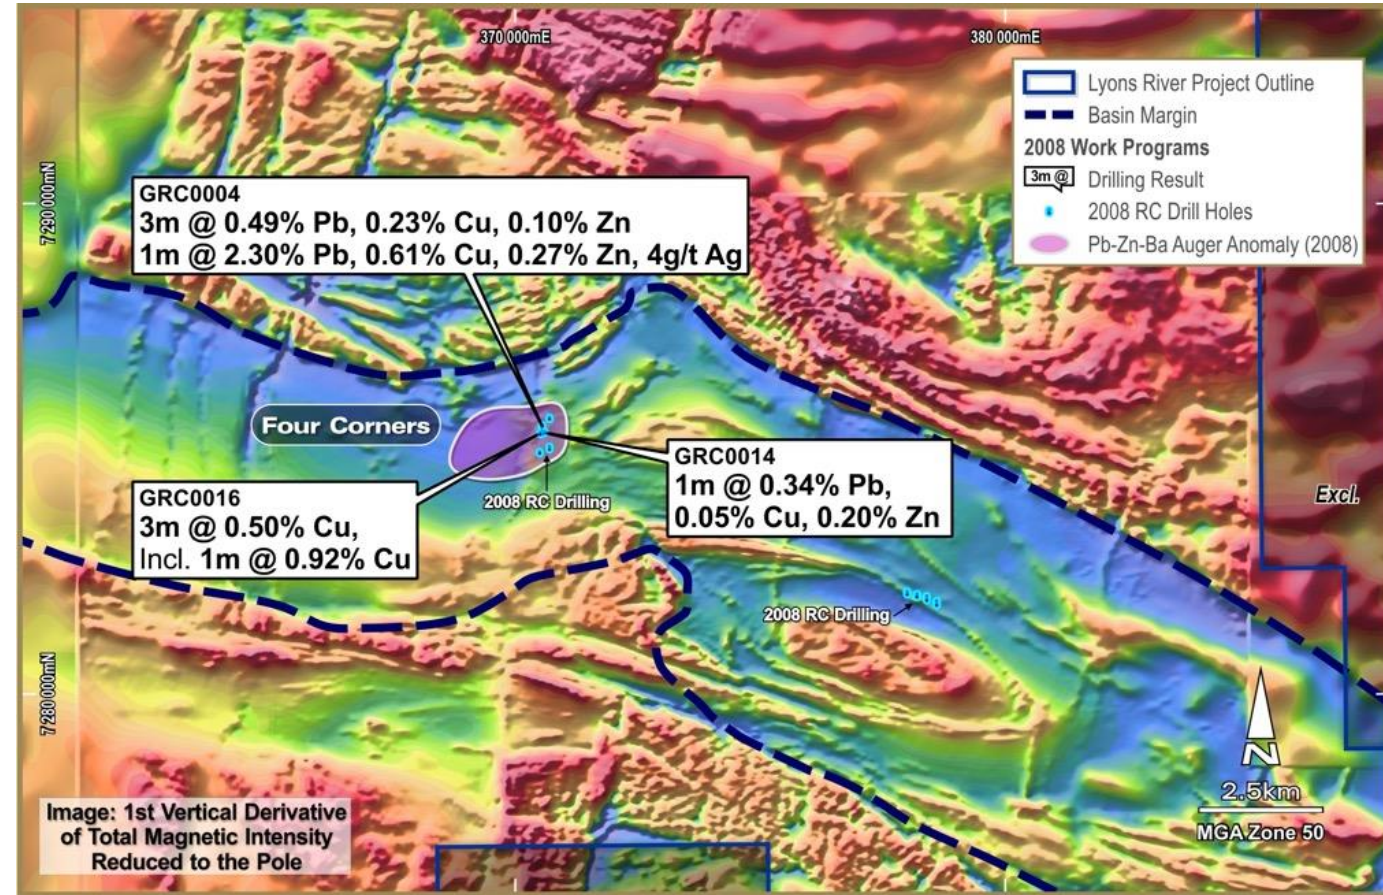 370 000mE
380 000mE
Lyons River Project Outline
Basin Margin
2008 Work Programs
3m @
Drilling Result
2008 RC Drill Holes
Pb-Zn-Ba Auger Anomaly (2008)
7 290 000mN
GRC0004
3m @ 0.49% Pb, 0.23% Cu, 0.10% Zn
1m @ 2.30% Pb, 0.61% Cu, 0.27% Zn, 4g/t Ag
Four Corners
GRC0014
1m @ 0.34% Pb,
0.05% Cu, 0.20% Zn
GRC0016
3m @ 0.50% Cu,
Incl. 1m @ 0.92% Cu
2008 RC Drilling
Excl.
2008 RC Drilling
7 280 000mN
N
2.5km
MGA Zone 50
Image: 1st Vertical Derivative
of Total Magnetic Intensity
Reduced to the Pole